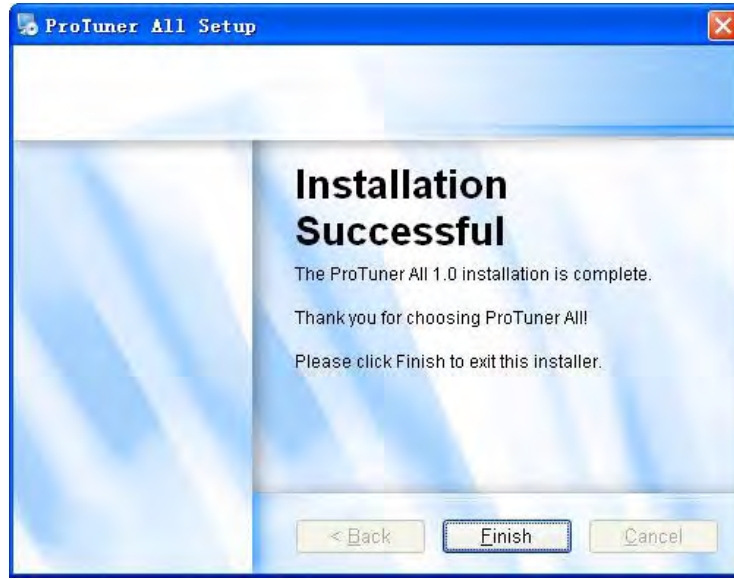 ProTuner All Setup
Installation
Successful
The ProTuner All 1.0 installation is complete.
Thank you for choosing ProTuner All!
Please click Finish to exit this installer.
< Back
Finish
Cancel